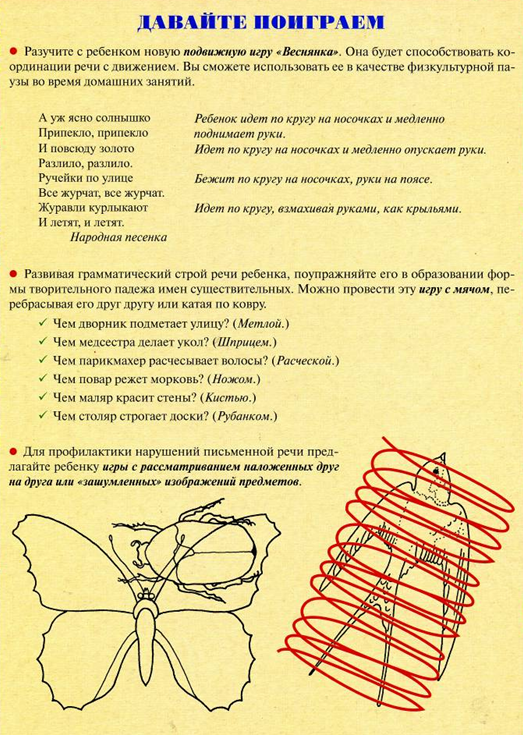 ДАВАЙТЕ ПОИГРАЕМ
● Разучите с ребенком новую подвижную игру «Веснянка». Она будет способствовать ко-
ординации речи с движением. Вы сможете использовать ее в качестве физкультурной па-
узы во время домашних занятий.
А уж ясно солнышко
Припекло, припекло
И повсюду золото
Разлило, разлило.
Ручейки по улице
Все журчат, все журчат.
Журавли курлыкают
И летят, и летят.
Народная песенка
Ребенок идет по кругу на носочках и медленно
поднимает руки.
Идет по кругу на носочках и медленно опускает руки.
Бежит по кругу на носочках, руки на поясе.
Идет по кругу, взмахивая руками, как крыльями.
● Развивая грамматический строй речи ребенка, поупражняйте его в образовании фор-
мы творительного падежа имен существительных. Можно провести эту игру с мячом, пе-
ребрасывая его друг другу или катая по ковру.
✓ Чем дворник подметает улицу? (Метлой.)
✓ Чем медсестра делает укол? (Шприцем.)
✓ Чем парикмахер расчесывает волосы? (Расческой.)
✓ Чем повар режет морковь? (Ножом.)
✓ Чем маляр красит стены? (Кистью.)
✓ Чем столяр строгает доски? (Рубанком.)
● Для профилактики нарушений письменной речи пред-
лагайте ребенку игры с рассматриванием наложенных друг
на друга или «зашумленных» изображений предметов.